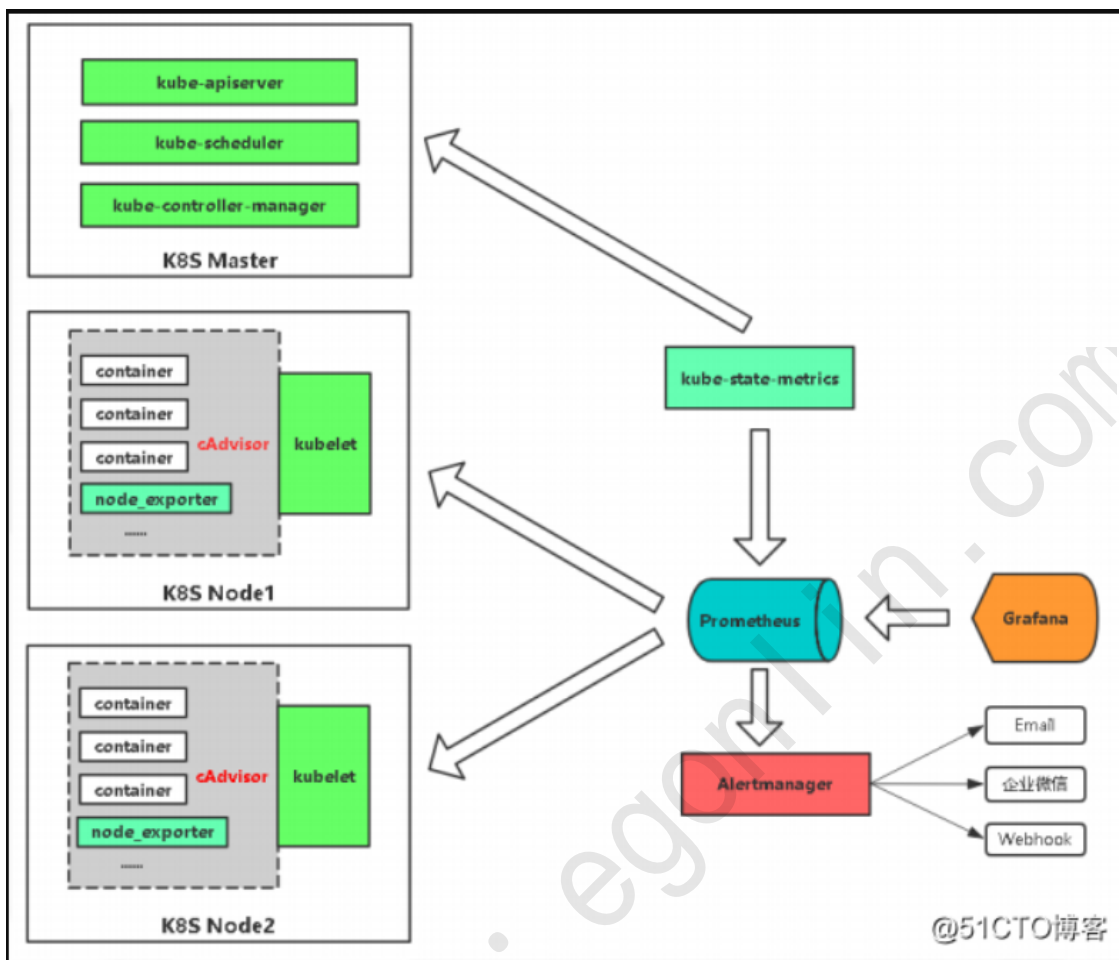 kube-apiserver
kube-scheduler
kube-controller-manager
K8S Master
container
container
container
cAdvisor
kubelet
node_exporter
......
K8S Node1
container
container
container
cAdvisor
kubelet
node_exporter
......
K8S Node2
kube-state-metrics
Prometheus
Grafana
Alertmanager
Email
企业微信
Webhook
. egonlin.com
@51CTO博客